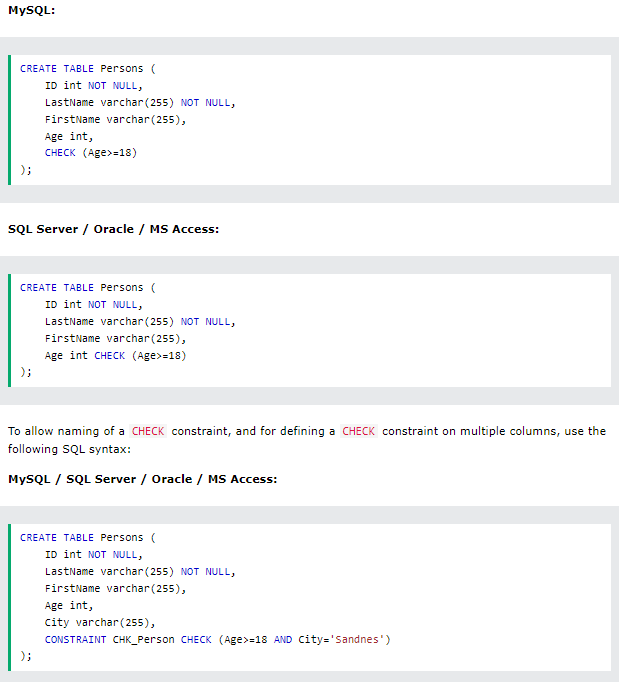 MySQL:
CREATE TABLE Persons (
    ID int NOT NULL,
    LastName varchar(255) NOT NULL,
    FirstName varchar(255),
    Age int,
    CHECK (Age>=18)
);
SQL Server / Oracle / MS Access:
CREATE TABLE Persons (
    ID int NOT NULL,
    LastName varchar(255) NOT NULL,
    FirstName varchar(255),
    Age int CHECK (Age>=18)
);
To allow naming of a CHECK constraint, and for defining a CHECK constraint on multiple columns, use the
following SQL syntax:
MySQL / SQL Server / Oracle / MS Access:
CREATE TABLE Persons (
    ID int NOT NULL,
    LastName varchar(255) NOT NULL,
    FirstName varchar(255),
    Age int,
    City varchar(255),
    CONSTRAINT CHK_Person CHECK (Age>=18 AND City='Sandnes')
);